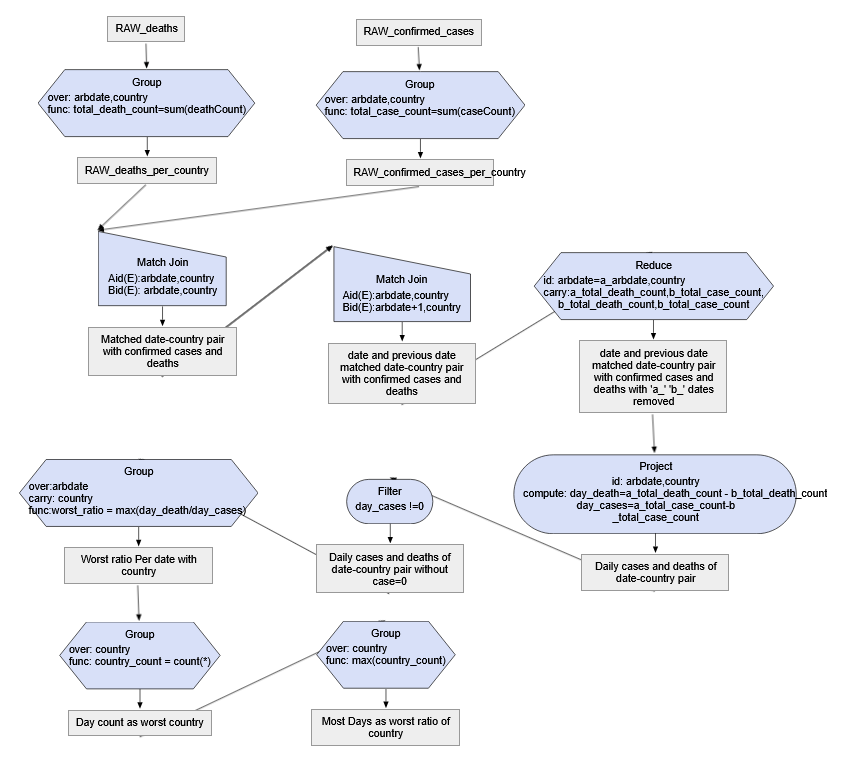 RAW_deaths
RAW_confirmed_cases
Group
over: arbdate,country
func: total_death_count=sum(deathCount)
Group
over: arbdate,country
func: total_case_count=sum(caseCount)
RAW_deaths_per_country
RAW_confirmed_cases_per_country
Match Join
Aid(E):arbdate,country
Bid(E): arbdate,country
Match Join
Aid(E):arbdate,country
Bid(E):arbdate+1,country
Reduce
id: arbdate=a_arbdate,country
carry:a_total_death_count,b_total_case_count,
b_total_death_count,b_total_case_count
Matched date-country pair
with confirmed cases and
deaths
date and previous date
matched date-country pair
with confirmed cases and
deaths
date and previous date
matched date-country pair
with confirmed cases and
deaths with 'a_' 'b_' dates
removed
Group
over:arbdate
carry: country
func:worst_ratio = max(day_death/day_cases)
Filter
day_cases !=0
Project
id: arbdate,country
compute: day_death=a_total_death_count - b_total_death_count
day_cases=a_total_case_count-b
_total_case_count
Worst ratio Per date with
country
Daily cases and deaths of
date-country pair without
case=0
Daily cases and deaths of
date-country pair
Group
over: country
func: country_count = count(*)
Group
over: country
func: max(country_count)
Day count as worst country
Most Days as worst ratio of
country